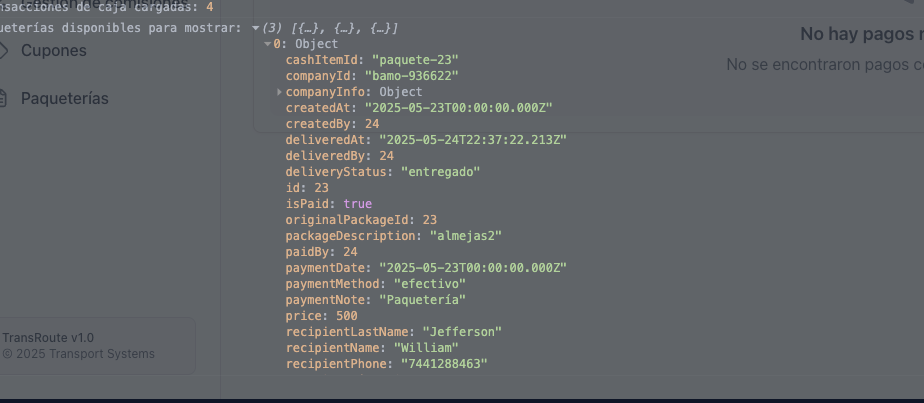 nsacciones de caja cargadas: 4
ueterías disponibles para mostrar: (3) [{…}, {…}, {…}]
0: Object
cashItemId: "paquete-23"
companyId: "bamo-936622"
companyInfo: Object
createdAt: "2025-05-23T00:00:00.000Z"
createdBy: 24
deliveredAt: "2025-05-24T22:37:22.213Z"
deliveredBy: 24
deliveryStatus: "entregado"
id: 23
isPaid: true
originalPackageId: 23
packageDescription: "almejas2"
paidBy: 24
paymentDate: "2025-05-23T00:00:00.000Z"
paymentMethod: "efectivo"
paymentNote: "Paquetería"
price: 500
recipientLastName: "Jefferson"
recipientName: "William"
recipientPhone: "7441288463"
Gestión de comisiones
Cupones
Paqueterías
TransRoute v1.0
© 2025 Transport Systems
No hay pagos
No se encontraron pagos